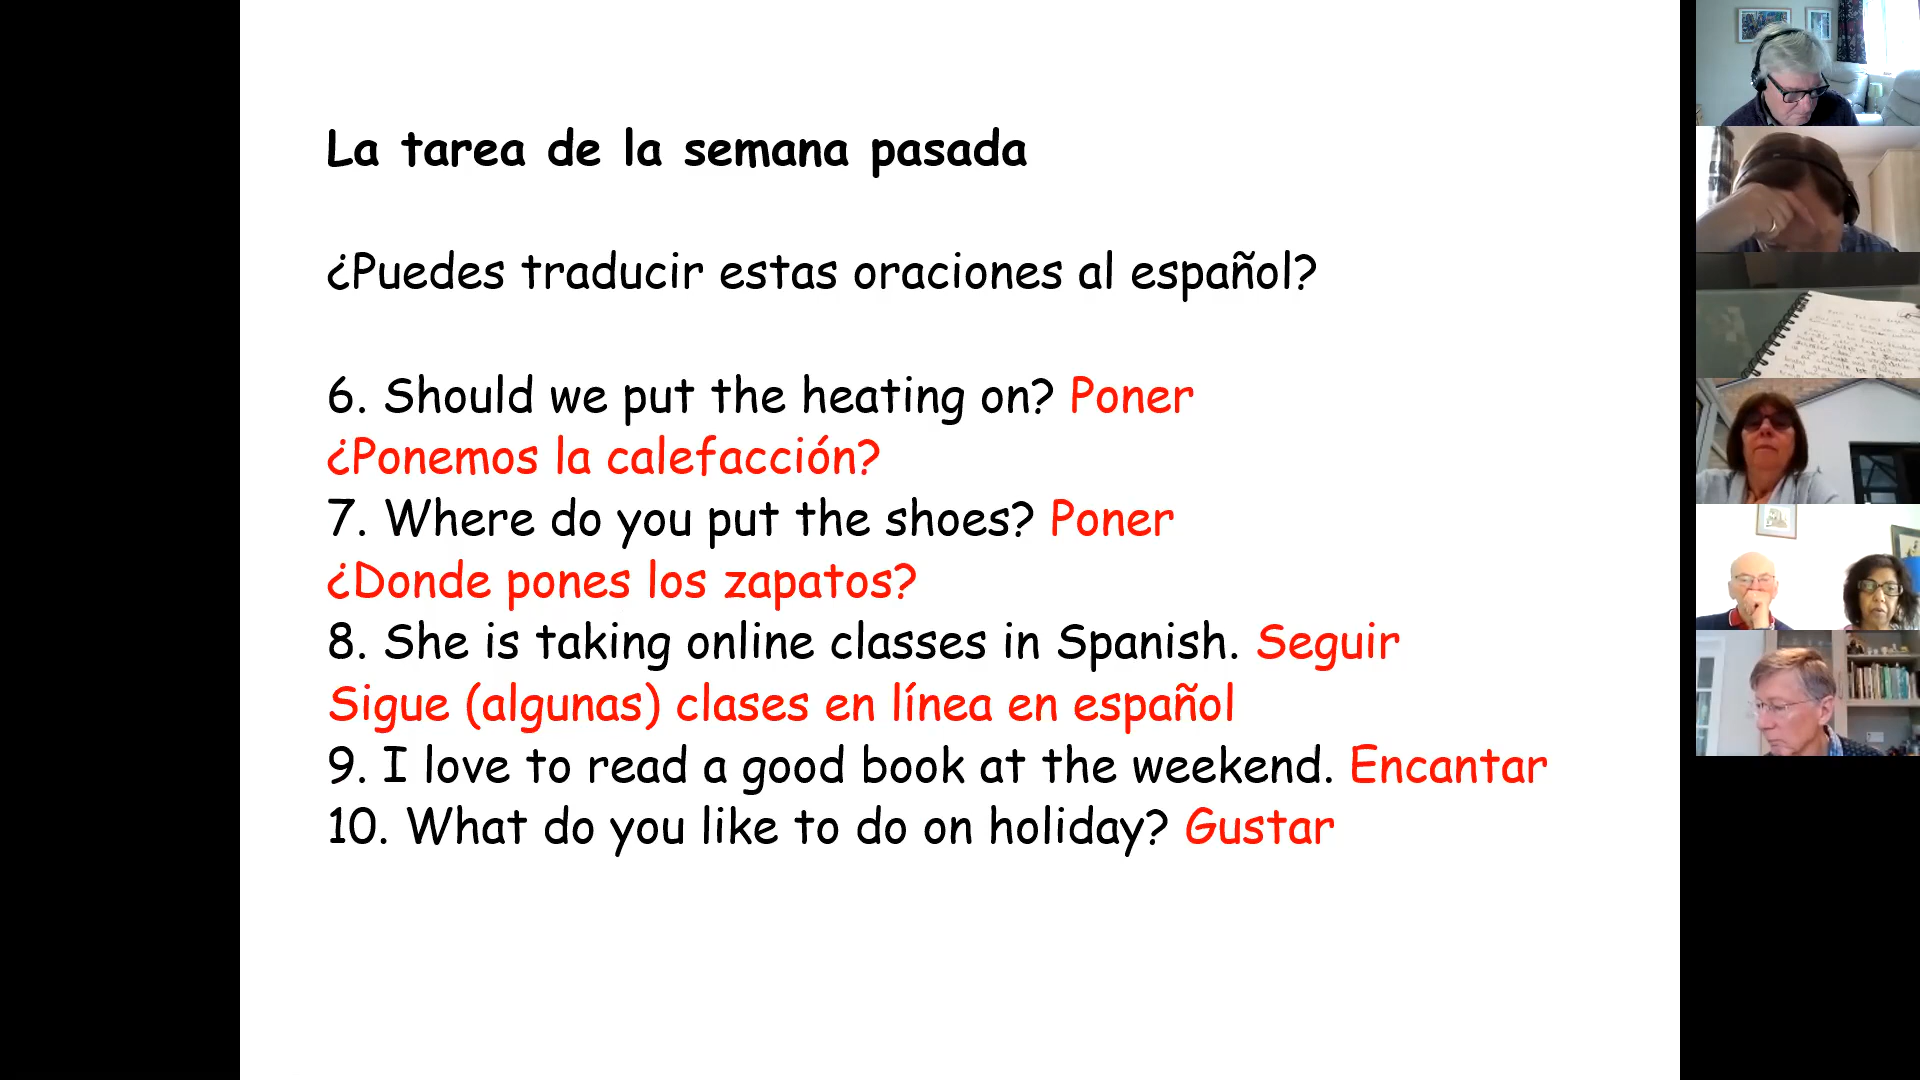 La tarea de la semana pasada
¿Puedes traducir estas oraciones al español?
6. Should we put the heating on? Poner
¿Ponemos la calefacción?
7. Where do you put the shoes? Poner
¿Donde pones los zapatos?
8. She is taking online classes in Spanish. Seguir
Sigue (algunas) clases en línea en español
9. I love to read a good book at the weekend. Encantar
10. What do you like to do on holiday? Gustar